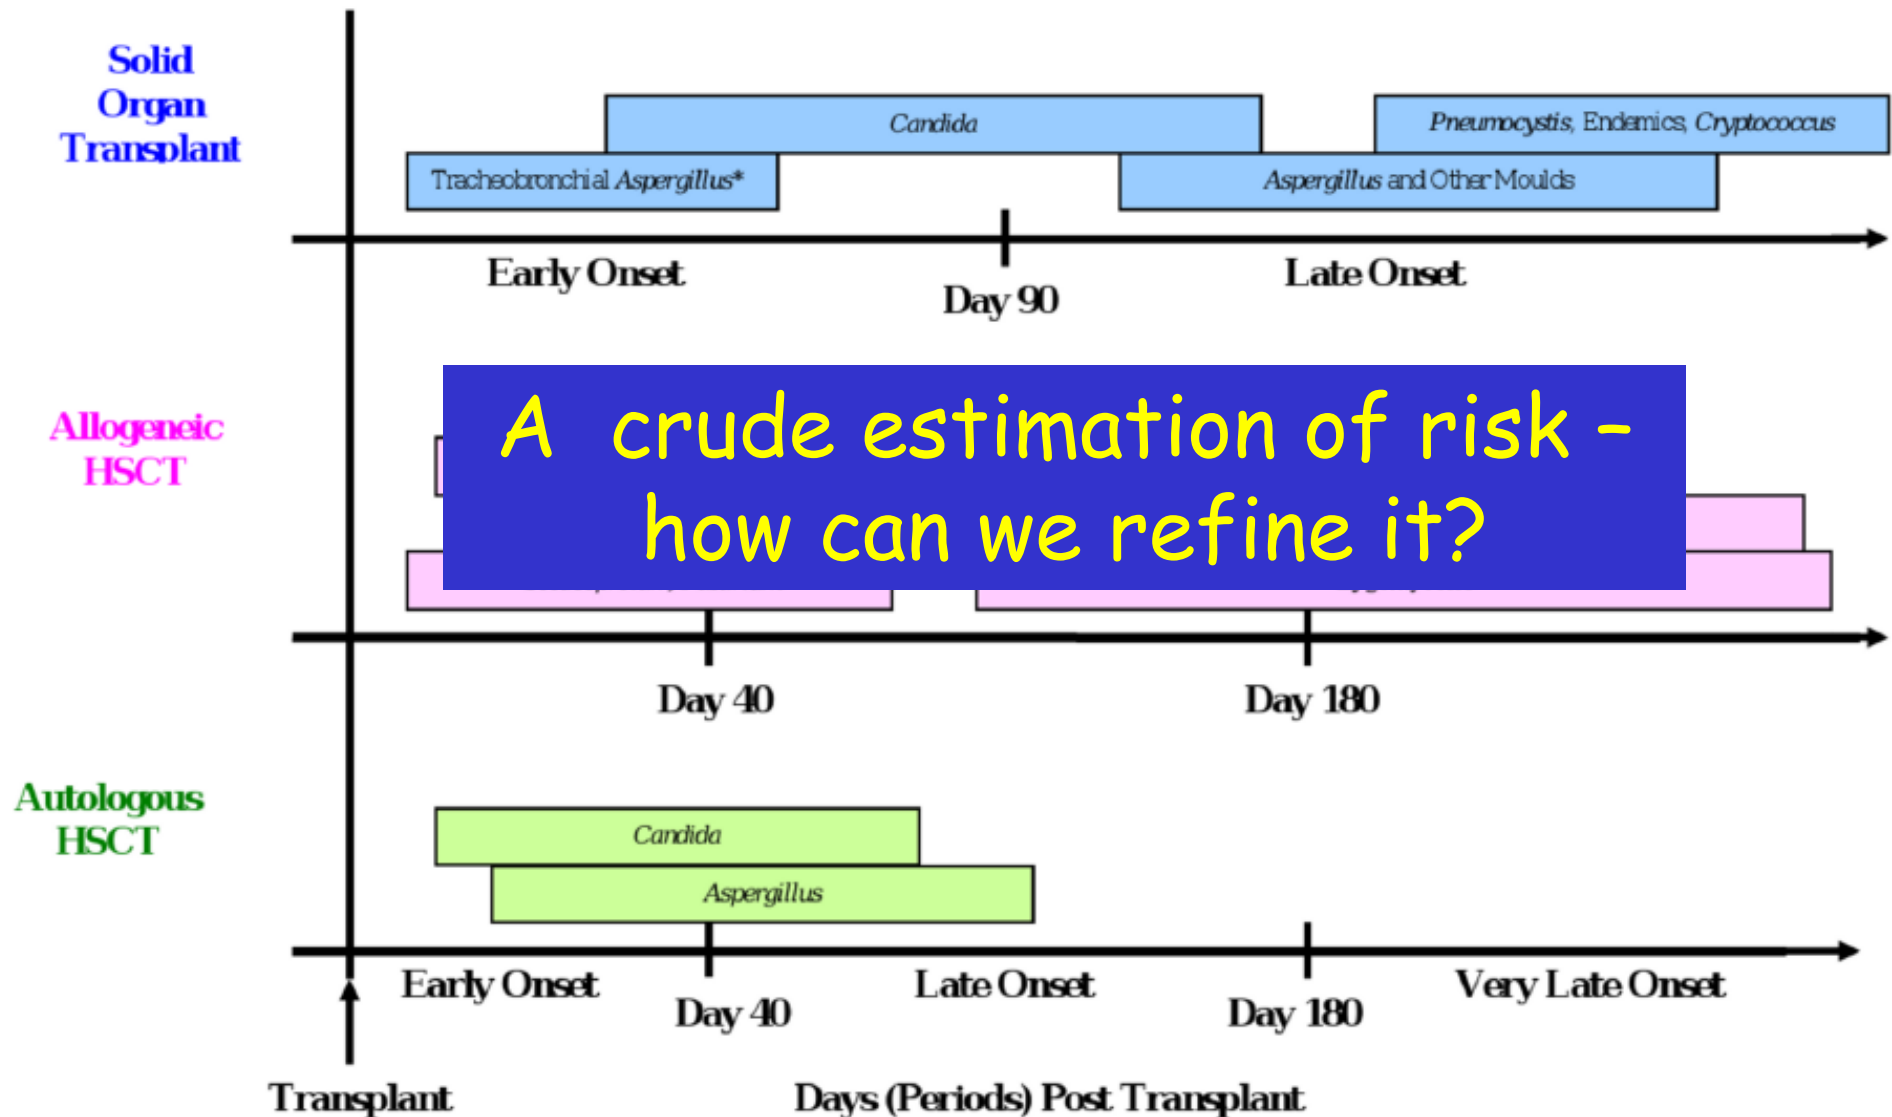 Solid
Organ
Transplant
Candida
Pneumocystis, Endemics, Cryptococcus
Tracheobronchial Aspergillus*
Aspergillus and Other Moulds
Early Onset
Late Onset
Day 90
Allogeneic
HSCT
A crude estimation of risk –
how can we refine it?
Day 40
Day 180
Autologous
HSCT
Candida
Aspergillus
Early Onset
Late Onset
Very Late Onset
Day 40
Day 180
Transplant
Days (Periods) Post Transplant